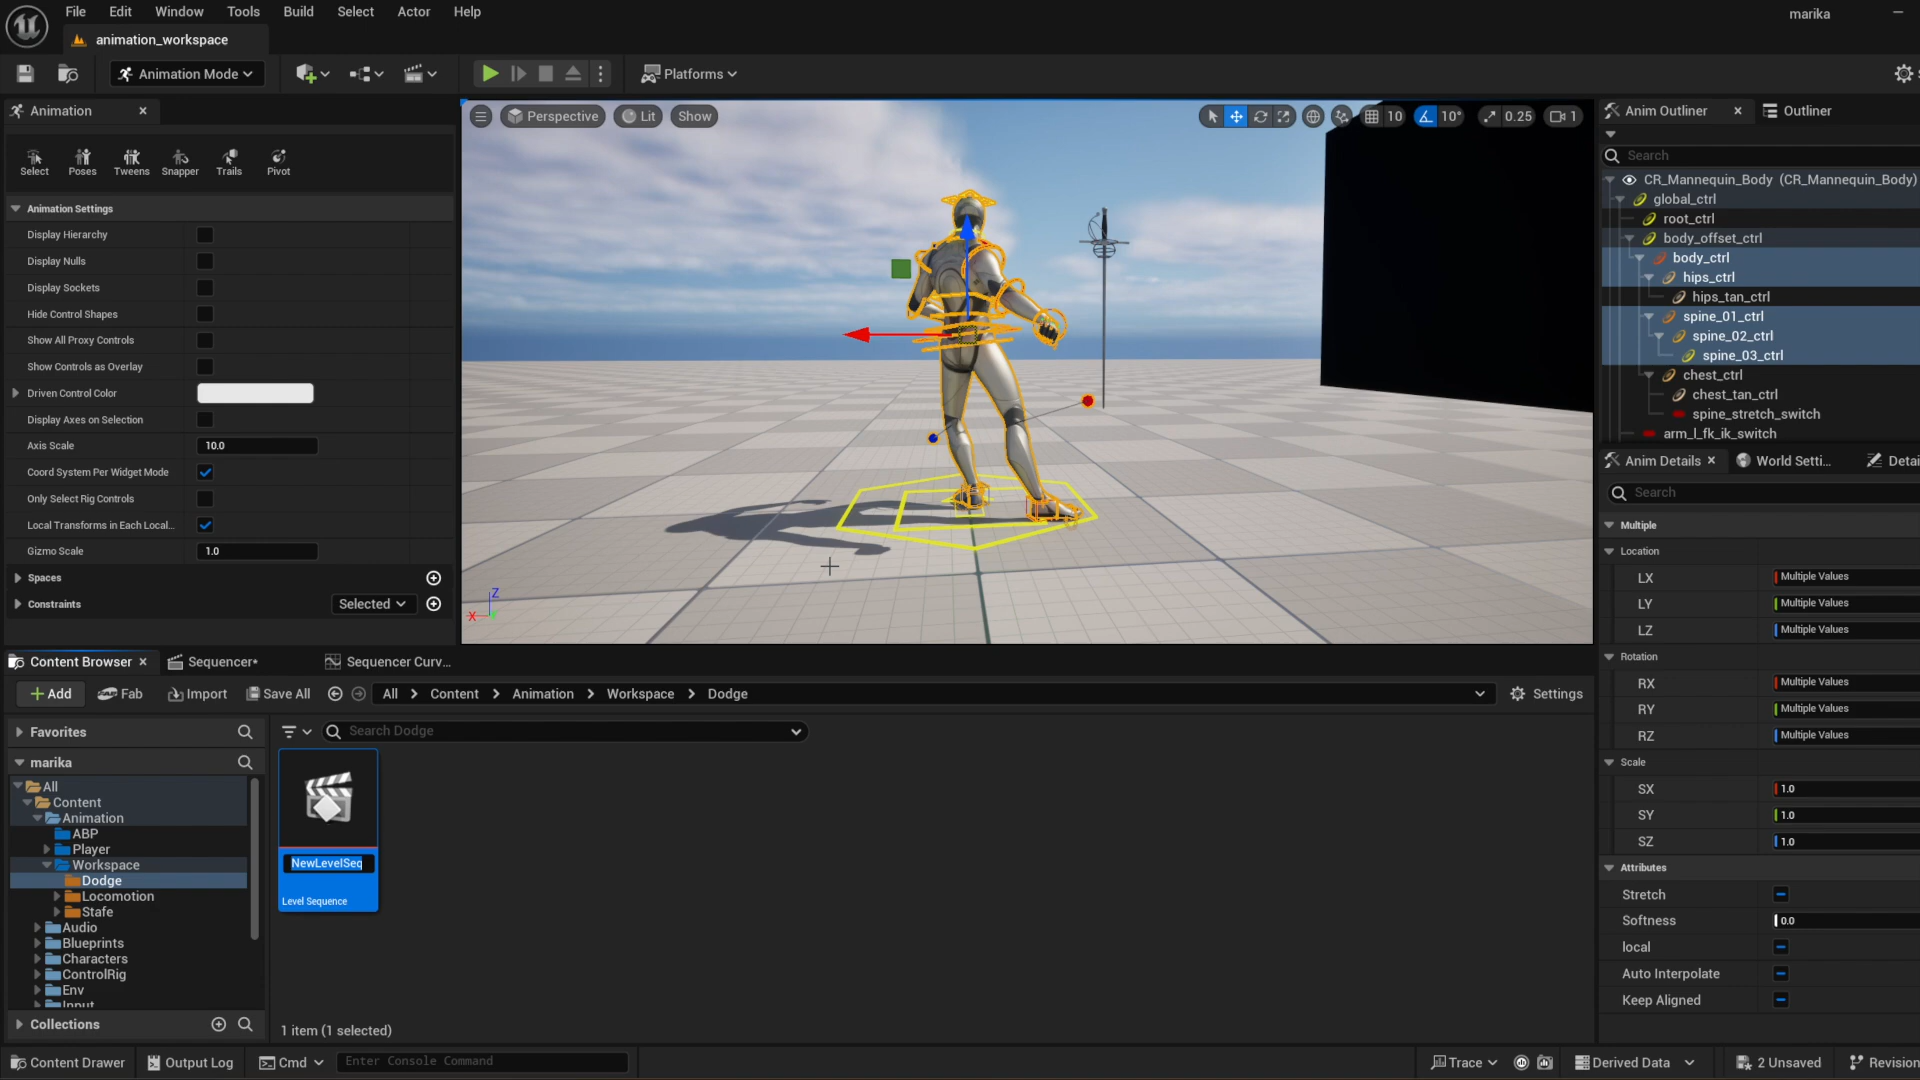 File Edit Window Tools Build Select Actor Help
marika
animation_workspace
Animation Mode
Platforms
Animation
Select Poses Tweens Snapper Trails Pivot
Animation Settings
Display Hierarchy
Display Nulls
Display Sockets
Hide Control Shapes
Show All Proxy Controls
Show Controls as Overlay
Driven Control Color
Display Axes on Selection
Axis Scale 10.0
Coord System Per Widget Mode
Only Select Rig Controls
Local Transforms in Each Local...
Gizmo Scale 1.0
Spaces
Constraints Selected
Perspective Lit Show
10 10° 0.25 1
Z
X
Anim Outliner Outliner
Search
CR_Mannequin_Body (CR_Mannequin_Body)
global_ctrl
root_ctrl
body_offset_ctrl
body_ctrl
hips_ctrl
hips_tan_ctrl
spine_01_ctrl
spine_02_ctrl
spine_03_ctrl
chest_ctrl
chest_tan_ctrl
spine_stretch_switch
arm_l_fk_ik_switch
Anim Details World Setti... Detai
Search
Multiple
Location
LX Multiple Values
LY Multiple Values
LZ Multiple Values
Rotation
RX Multiple Values
RY Multiple Values
RZ Multiple Values
Scale
SX 1.0
SY 1.0
SZ 1.0
Attributes
Stretch
Softness 0.0
local
Auto Interpolate
Keep Aligned
Content Browser Sequencer* Sequencer Curv...
Add Fab Import Save All All Content Animation Workspace Dodge Settings
Favorites
Search Dodge
marika
All
Content
Animation
ABP
Player
Workspace
Dodge
Locomotion
Stafe
Audio
Blueprints
Characters
ControlRig
Env
Input
Collections
NewLevelSeq
Level Sequence
1 item (1 selected)
Content Drawer Output Log Cmd Enter Console Command Trace Derived Data 2 Unsaved Revision